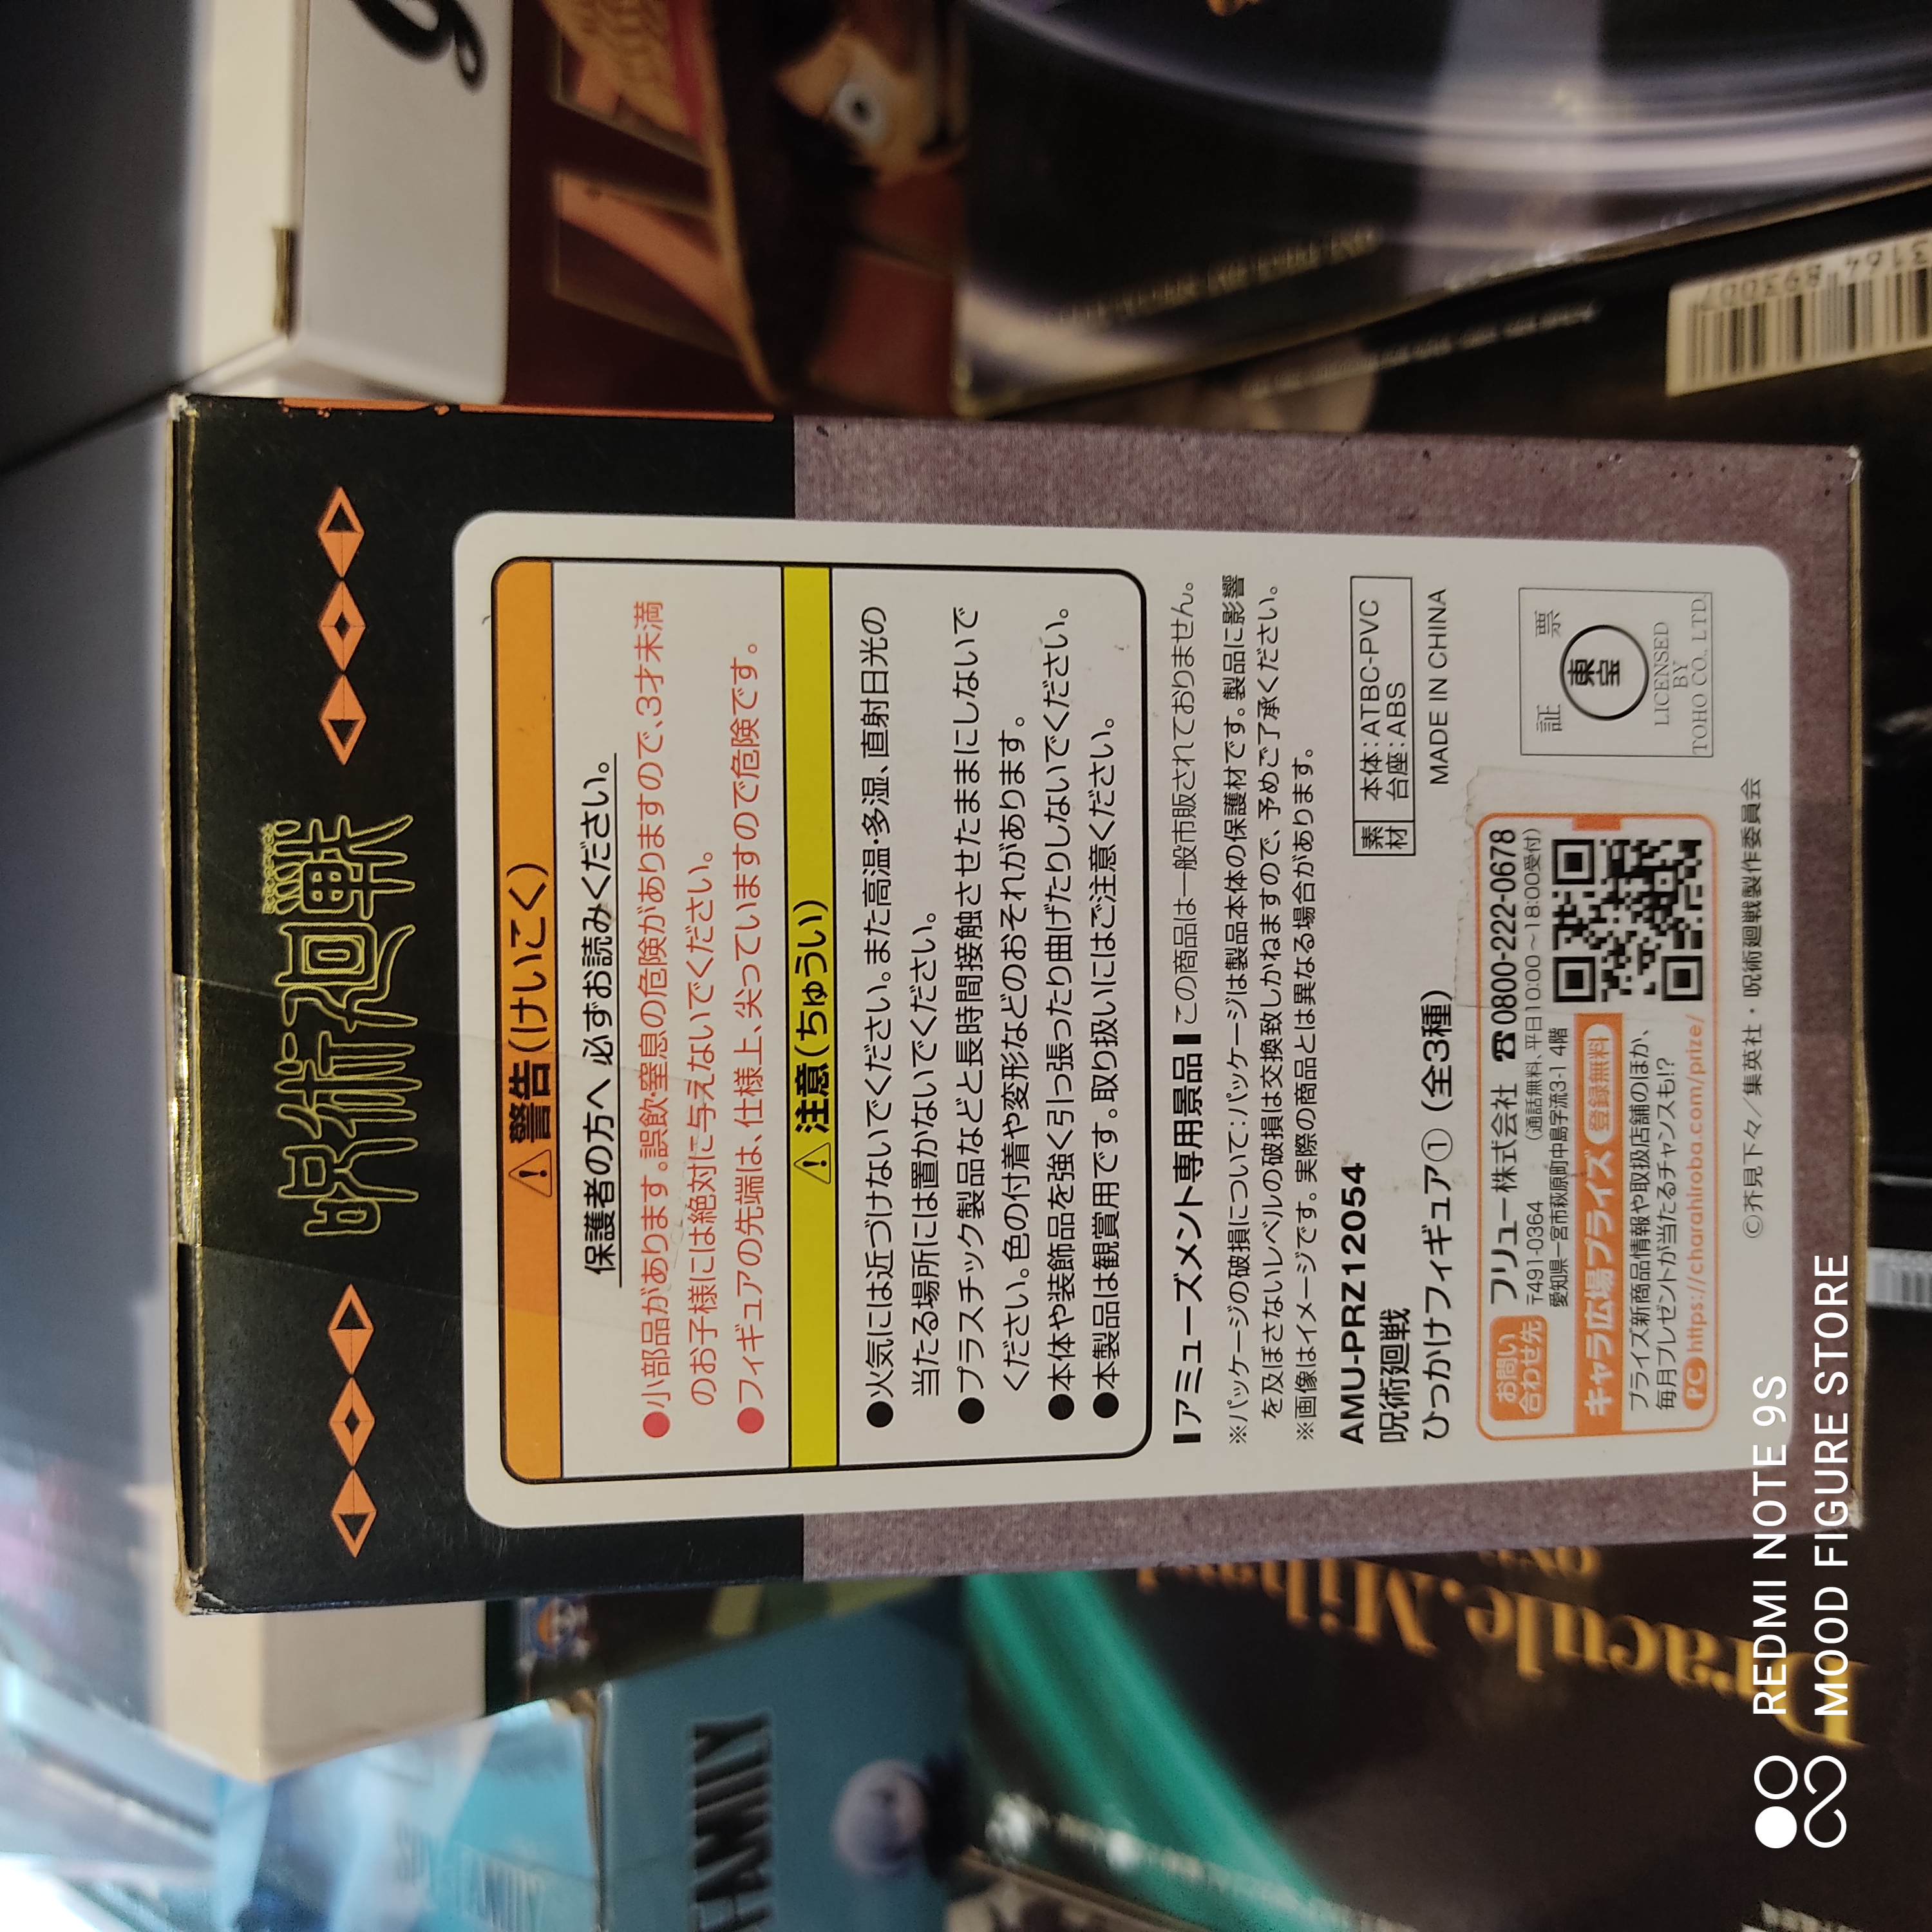 呪術廻戦
⚠警告(けいこく)
保護者の方へ 必ずお読みください。
●小部品があります。誤飲・窒息の危険がありますので、3才未満
のお子様には絶対に与えないでください。
●フィギュアの先端は、仕様上、尖っていますので危険です。
⚠注意(ちゅうい)
●火気には近づけないでください。また高温・多湿、直射日光の
当たる場所には置かないでください。
●プラスチック製品などと長時間接触させたままにしないで
ください。色の付着や変形などのおそれがあります。
●本体や装飾品を強く引っ張ったり曲げたりしないでください。
●本製品は観賞用です。取り扱いにはご注意ください。
【アミューズメント専用景品】この商品は一般市販されておりません。
※パッケージの破損について:パッケージは製品本体の保護材です。製品に影響
を及ぼさないレベルの破損は交換致しかねますので、予めご了承ください。
※画像はイメージです。実際の商品とは異なる場合があります。
AMU-PRZ12054
呪術廻戦
ひっかけフィギュア①（全3種）
素材
本体:ATBC-PVC
台座:ABS
MADE IN CHINA
お問い
合わせ先
フリュー株式会社 ☎0800-222-0678
〒491-0364 (通話無料、平日10:00～18:00受付)
愛知県一宮市萩原町中島字流3-1 4階
キャラ広場プライズ 登録無料
プライズ新商品情報や取扱店舗のほか、
毎月プレゼントが当たるチャンスも!?
PC https://charahiroba.com/prize/
証票
東宝
LICENSED
BY
TOHO CO., LTD.
©芥見下々／集英社・呪術廻戦製作委員会
Dracule.Mihawk
FAMILY
REDMI NOTE 9S
MOOD FIGURE STORE